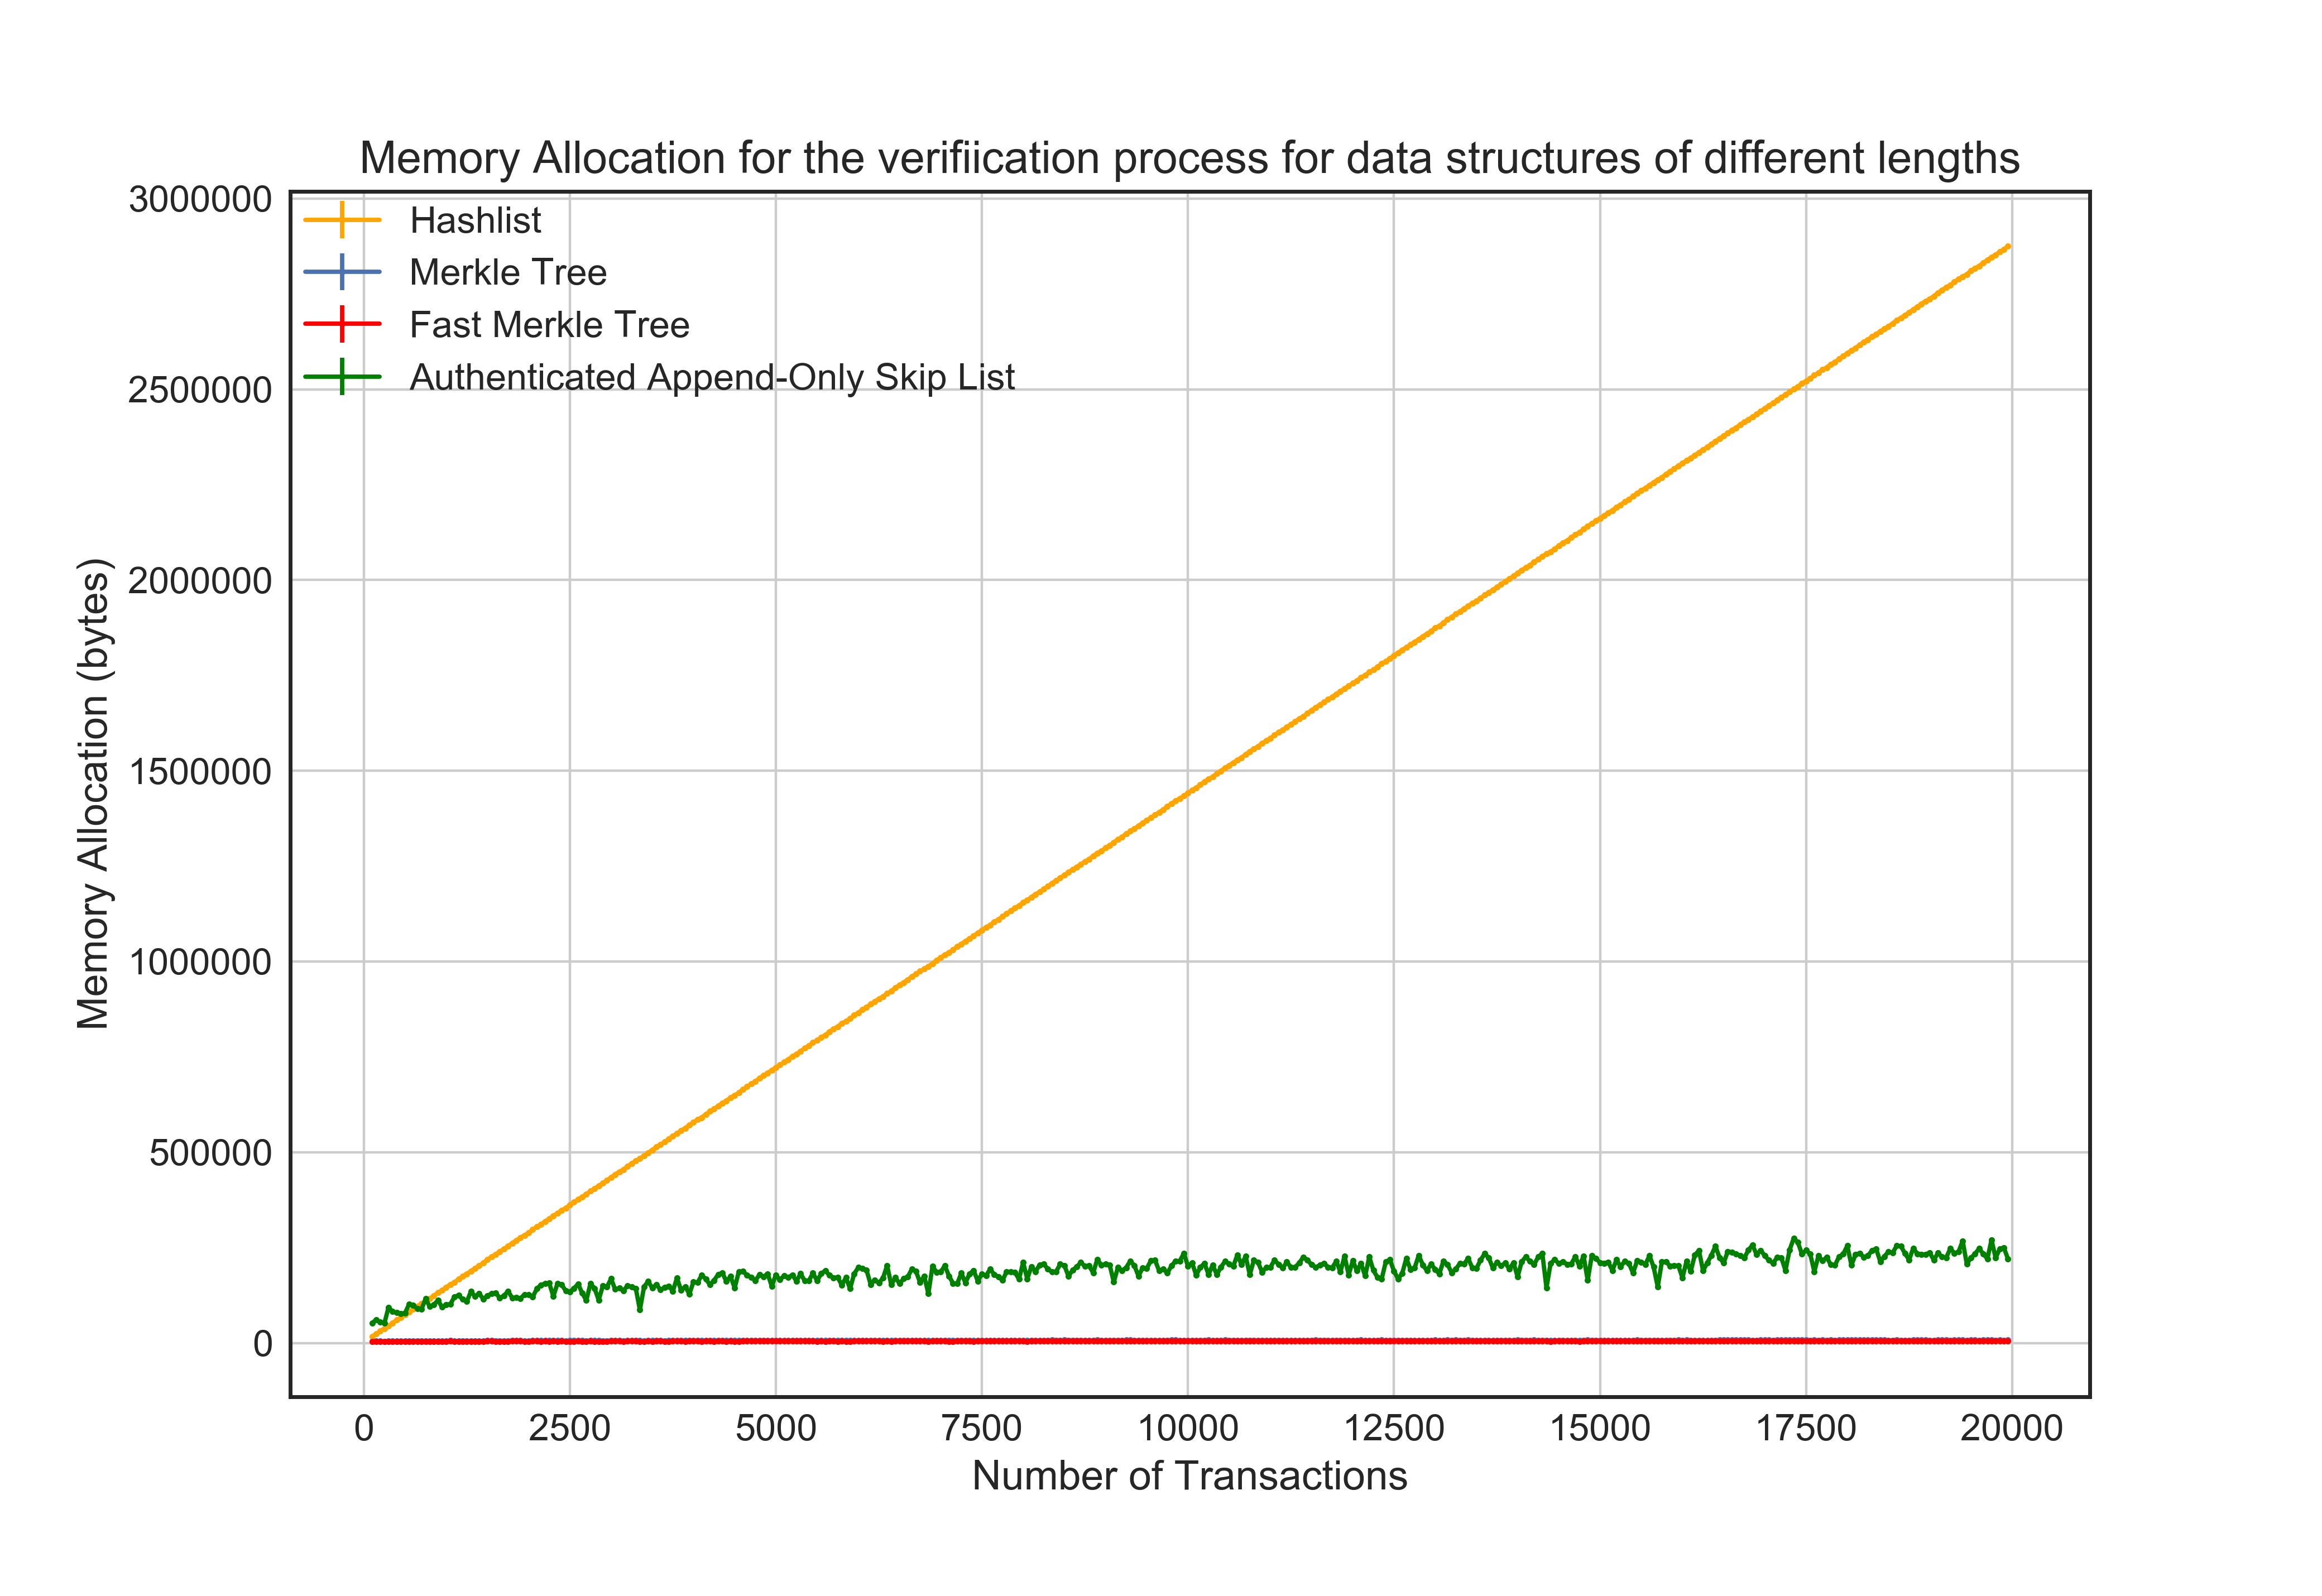 Memory Allocation for the verifiication process for data structures of different lengths
3000000
2500000
2000000
1500000
1000000
500000
0
Memory Allocation (bytes)
Hashlist
Merkle Tree
Fast Merkle Tree
Authenticated Append-Only Skip List
0 2500 5000 7500 10000 12500 15000 17500 20000
Number of Transactions